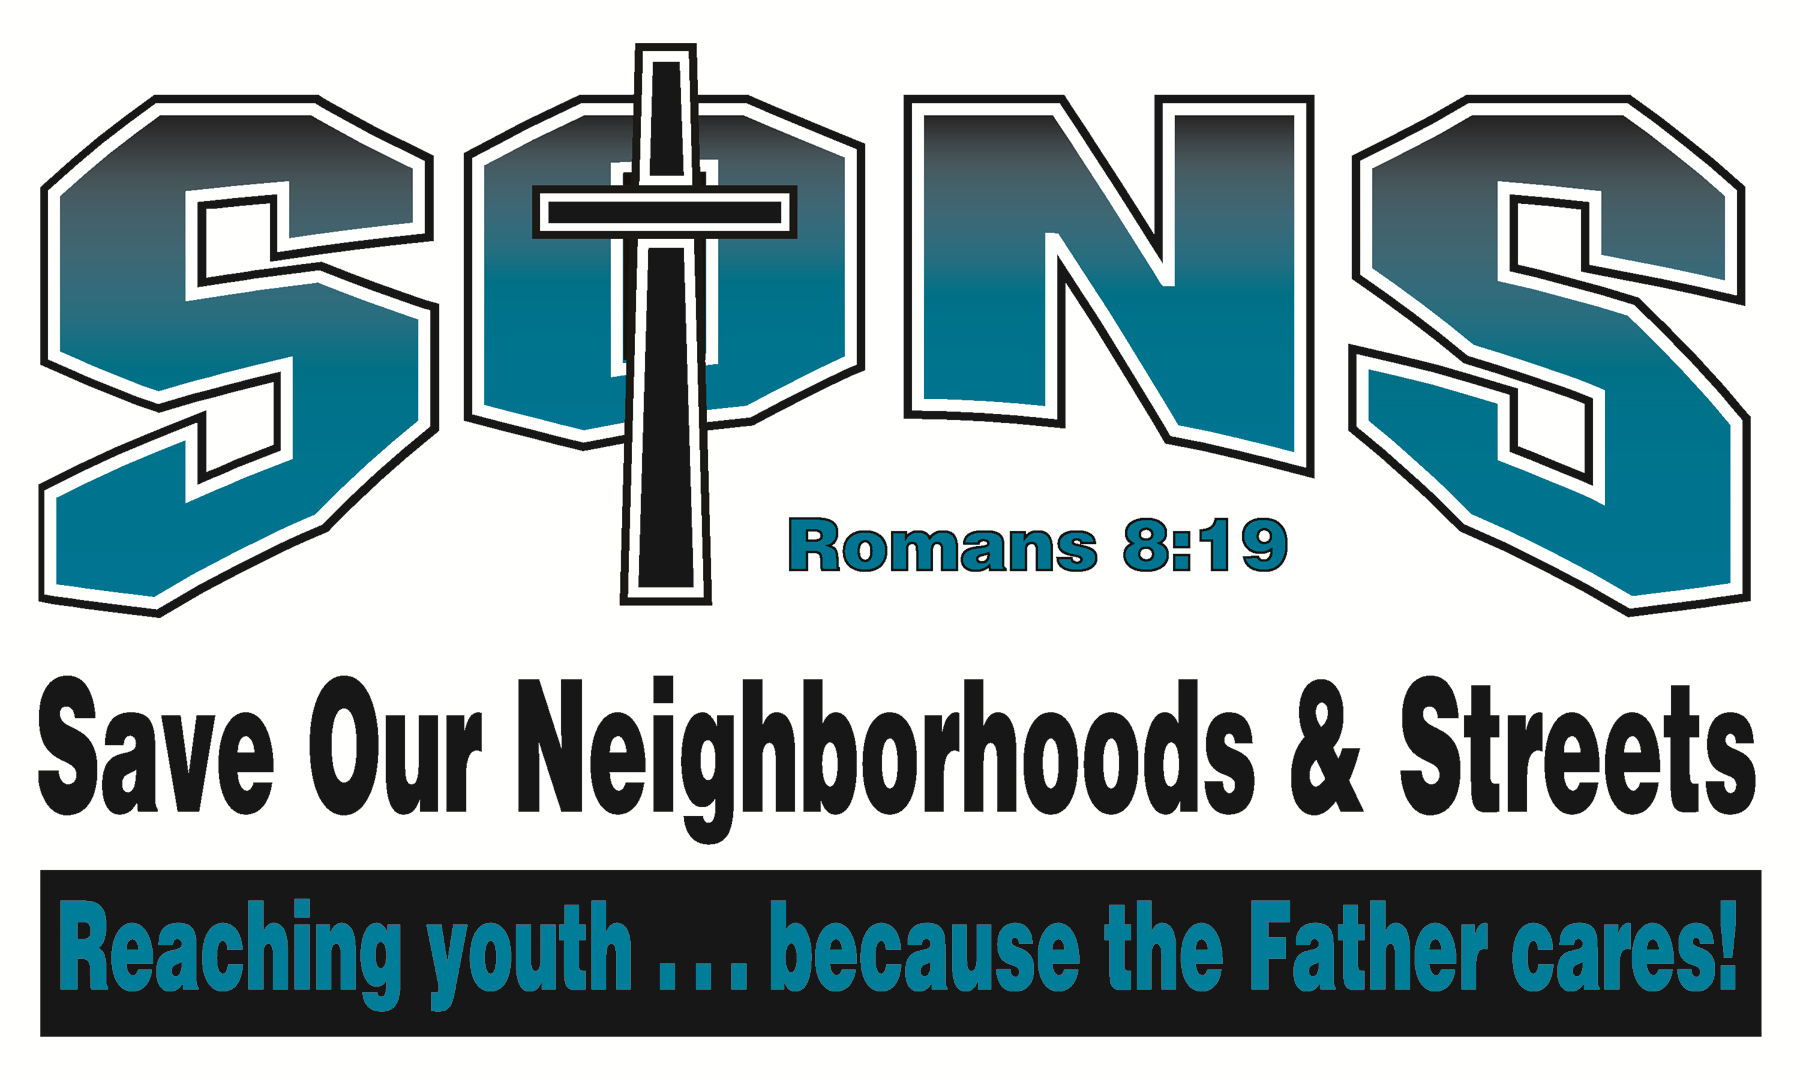 SONS
Romans 8:19
Save Our Neighborhoods & Streets
Reaching youth . . . because the Father cares!